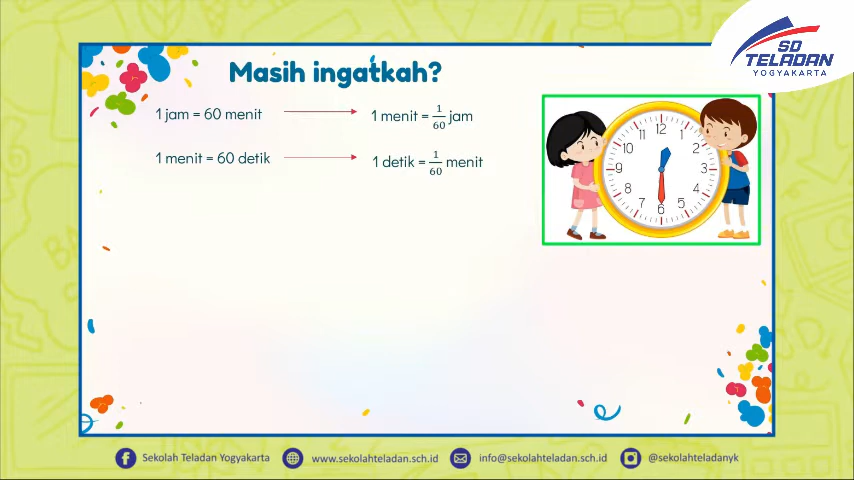 SD
TELADAN
YOGYAKARTA
Masih ingatkah?
1 jam = 60 menit
1 menit = 1/60 jam
1 menit = 60 detik
1 detik = 1/60 menit
12
1
2
3
4
5
6
7
8
9
10
11
Sekolah Teladan Yogyakarta
www.sekolahteladan.sch.id
info@sekolahteladan.sch.id
@sekolahteladanyk